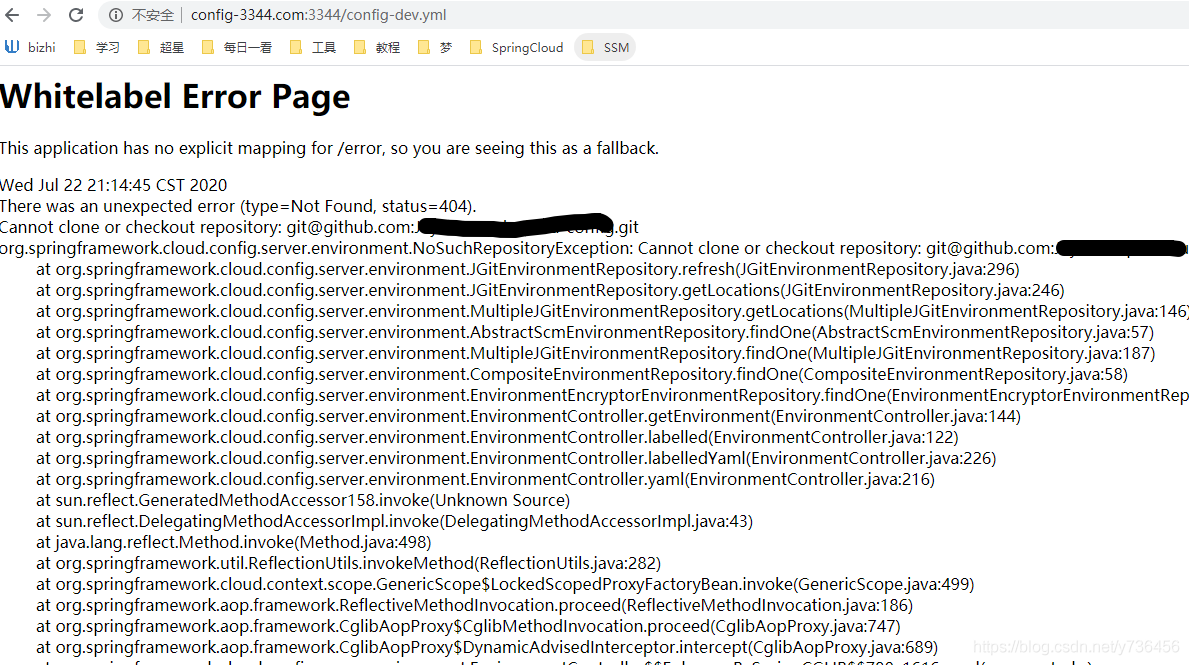 不安全 config-3344.com:3344/config-dev.yml
bizhi 学习 超星 每日一看 工具 教程 梦 SpringCloud SSM
Whitelabel Error Page
This application has no explicit mapping for /error, so you are seeing this as a fallback.
Wed Jul 22 21:14:45 CST 2020
There was an unexpected error (type=Not Found, status=404).
Cannot clone or checkout repository: git@github.com: .git
org.springframework.cloud.config.server.environment.NoSuchRepositoryException: Cannot clone or checkout repository: git@github.com:
at org.springframework.cloud.config.server.environment.JGitEnvironmentRepository.refresh(JGitEnvironmentRepository.java:296)
at org.springframework.cloud.config.server.environment.JGitEnvironmentRepository.getLocations(JGitEnvironmentRepository.java:246)
at org.springframework.cloud.config.server.environment.MultipleJGitEnvironmentRepository.getLocations(MultipleJGitEnvironmentRepository.java:146)
at org.springframework.cloud.config.server.environment.AbstractScmEnvironmentRepository.findOne(AbstractScmEnvironmentRepository.java:57)
at org.springframework.cloud.config.server.environment.MultipleJGitEnvironmentRepository.findOne(MultipleJGitEnvironmentRepository.java:187)
at org.springframework.cloud.config.server.environment.CompositeEnvironmentRepository.findOne(CompositeEnvironmentRepository.java:58)
at org.springframework.cloud.config.server.environment.EnvironmentEncryptorEnvironmentRepository.findOne(EnvironmentEncryptorEnvironmentRep
at org.springframework.cloud.config.server.environment.EnvironmentController.getEnvironment(EnvironmentController.java:144)
at org.springframework.cloud.config.server.environment.EnvironmentController.labelled(EnvironmentController.java:122)
at org.springframework.cloud.config.server.environment.EnvironmentController.labelledYaml(EnvironmentController.java:226)
at org.springframework.cloud.config.server.environment.EnvironmentController.yaml(EnvironmentController.java:216)
at sun.reflect.GeneratedMethodAccessor158.invoke(Unknown Source)
at sun.reflect.DelegatingMethodAccessorImpl.invoke(DelegatingMethodAccessorImpl.java:43)
at java.lang.reflect.Method.invoke(Method.java:498)
at org.springframework.util.ReflectionUtils.invokeMethod(ReflectionUtils.java:282)
at org.springframework.cloud.context.scope.GenericScope$LockedScopedProxyFactoryBean.invoke(GenericScope.java:499)
at org.springframework.aop.framework.ReflectiveMethodInvocation.proceed(ReflectiveMethodInvocation.java:186)
at org.springframework.aop.framework.CglibAopProxy$CglibMethodInvocation.proceed(CglibAopProxy.java:747)
at org.springframework.aop.framework.CglibAopProxy$DynamicAdvisedInterceptor.intercept(CglibAopProxy.java:689)
https://blog.csdn.net/y736456